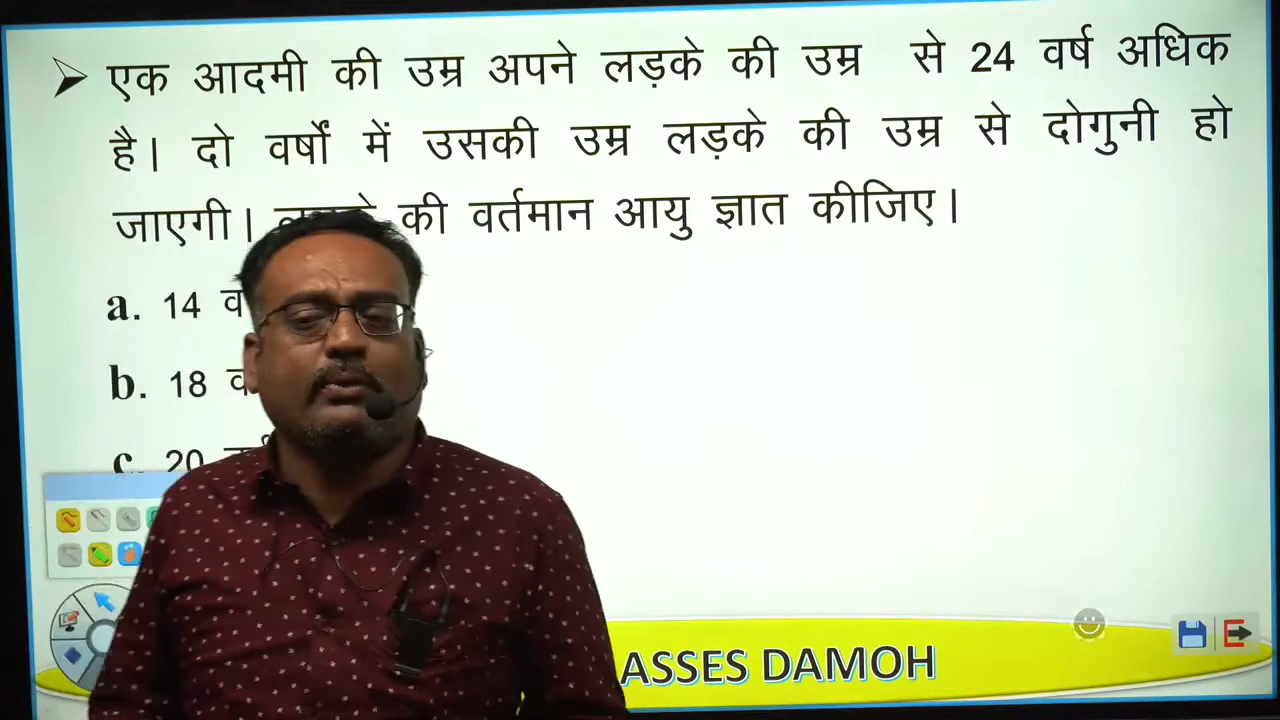 एक आदमी की उम्र अपने लड़के की उम्र से 24 वर्ष अधिक
है। दो वर्षों में उसकी उम्र लड़के की उम्र से दोगुनी हो
जाएगी। की वर्तमान आयु ज्ञात कीजिए।
a. 14
b. 18
c. 20
ASSES DAMOH